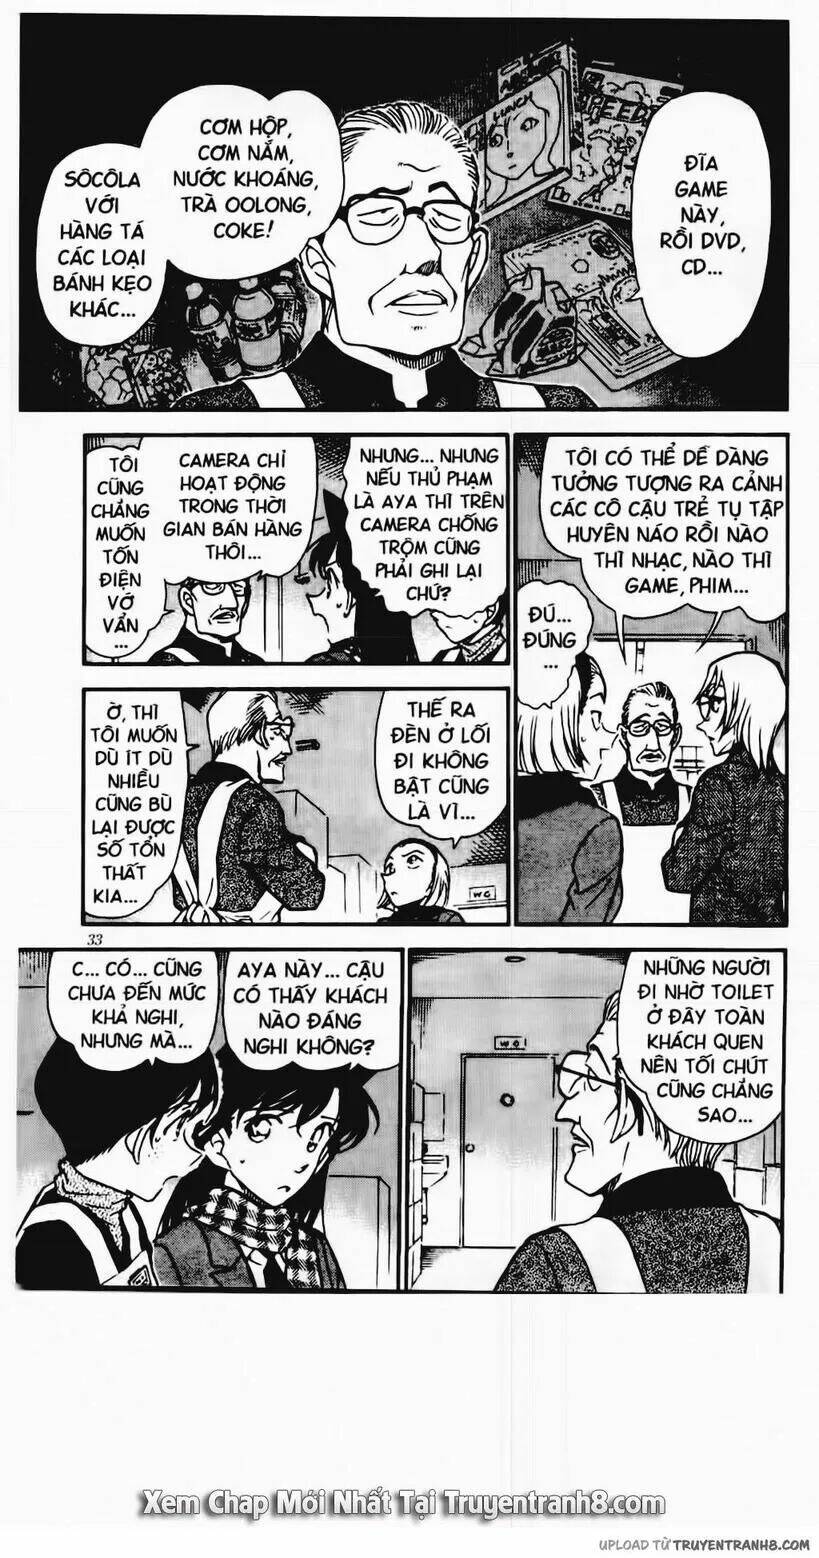 ĐĨA
GAME
NÀY,
RỒI DVD,
CD...
CƠM HỘP,
CƠM NẮM,
NƯỚC KHOÁNG,
TRÀ OOLONG,
COKE!
SÔCÔLA
VỚI
HÀNG TÁ
CÁC LOẠI
BÁNH KẸO
KHÁC...
LUNCH
TÔI CÓ THỂ DỄ DÀNG
TƯỞNG TƯỢNG RA CẢNH
CÁC CÔ CẬU TRẺ TỤ TẬP
HUYÊN NÁO RỒI NÀO
THÌ NHẠC, NÀO THÌ
GAME, PHIM...
ĐÚ...
ĐÚNG
...
NHƯNG... NHƯNG
NẾU THỦ PHẠM
LÀ AYA THÌ TRÊN
CAMERA CHỐNG
TRỘM CŨNG
PHẢI GHI LẠI
CHỨ?
CAMERA CHỈ
HOẠT ĐỘNG
TRONG THỜI
GIAN BÁN HÀNG
THÔI...
TÔI
CŨNG
CHẲNG
MUỐN
TỐN
ĐIỆN
VỚ
VẨN
...
THẾ RA
ĐÈN Ở LỐI
ĐI KHÔNG
BẬT CŨNG
LÀ VÌ...
Ờ, THÌ
TÔI MUỐN
DÙ ÍT DÙ
NHIỀU
CŨNG BÙ
LẠI ĐƯỢC
SỐ TỔN
THẤT
KIA...
WC
33
NHỮNG NGƯỜI
ĐI NHỜ TOILET
Ở ĐÂY TOÀN
KHÁCH QUEN
NÊN TỐI CHÚT
CŨNG CHẲNG
SAO...
WC
AYA NÀY... CẬU
CÓ THẤY KHÁCH
NÀO ĐÁNG
NGHI KHÔNG?
C... CÓ... CŨNG
CHƯA ĐẾN MỨC
KHẢ NGHI,
NHƯNG MÀ...
Xem Chap Mới Nhất Tại Truyentranh8.com
UPLOAD TỪ TRUYENTRANH8.COM